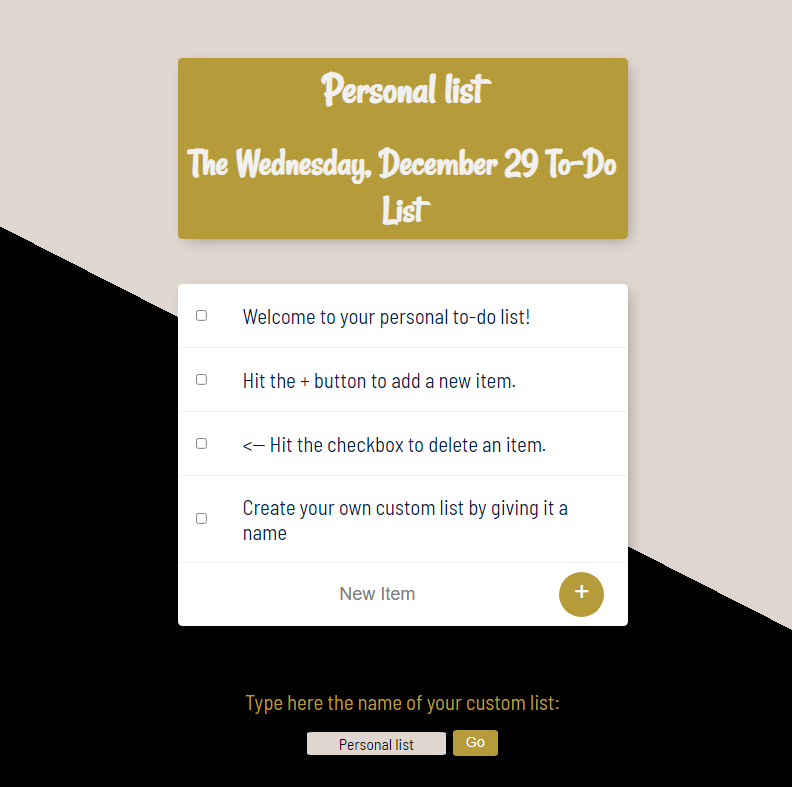 Personal list
The Wednesday, December 29 To-Do
List
Welcome to your personal to-do list!
Hit the + button to add a new item.
<-- Hit the checkbox to delete an item.
Create your own custom list by giving it a
name
New Item
+
Type here the name of your custom list:
Personal list
Go